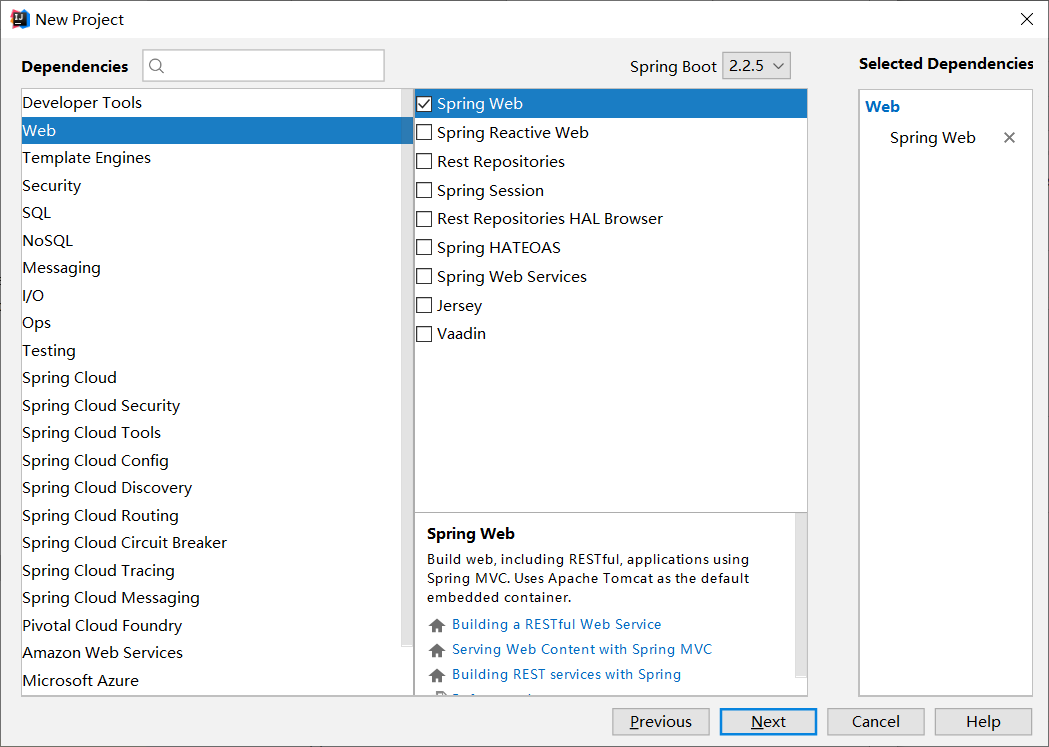 New Project
Dependencies
Spring Boot 2.2.5
Selected Dependencies
Developer Tools
Web
Template Engines
Security
SQL
NoSQL
Messaging
I/O
Ops
Testing
Spring Cloud
Spring Cloud Security
Spring Cloud Tools
Spring Cloud Config
Spring Cloud Discovery
Spring Cloud Routing
Spring Cloud Circuit Breaker
Spring Cloud Tracing
Spring Cloud Messaging
Pivotal Cloud Foundry
Amazon Web Services
Microsoft Azure
Spring Web
Spring Reactive Web
Rest Repositories
Spring Session
Rest Repositories HAL Browser
Spring HATEOAS
Spring Web Services
Jersey
Vaadin
Spring Web
Build web, including RESTful, applications using
Spring MVC. Uses Apache Tomcat as the default
embedded container.
Building a RESTful Web Service
Serving Web Content with Spring MVC
Building REST services with Spring
Web
Spring Web
Previous
Next
Cancel
Help